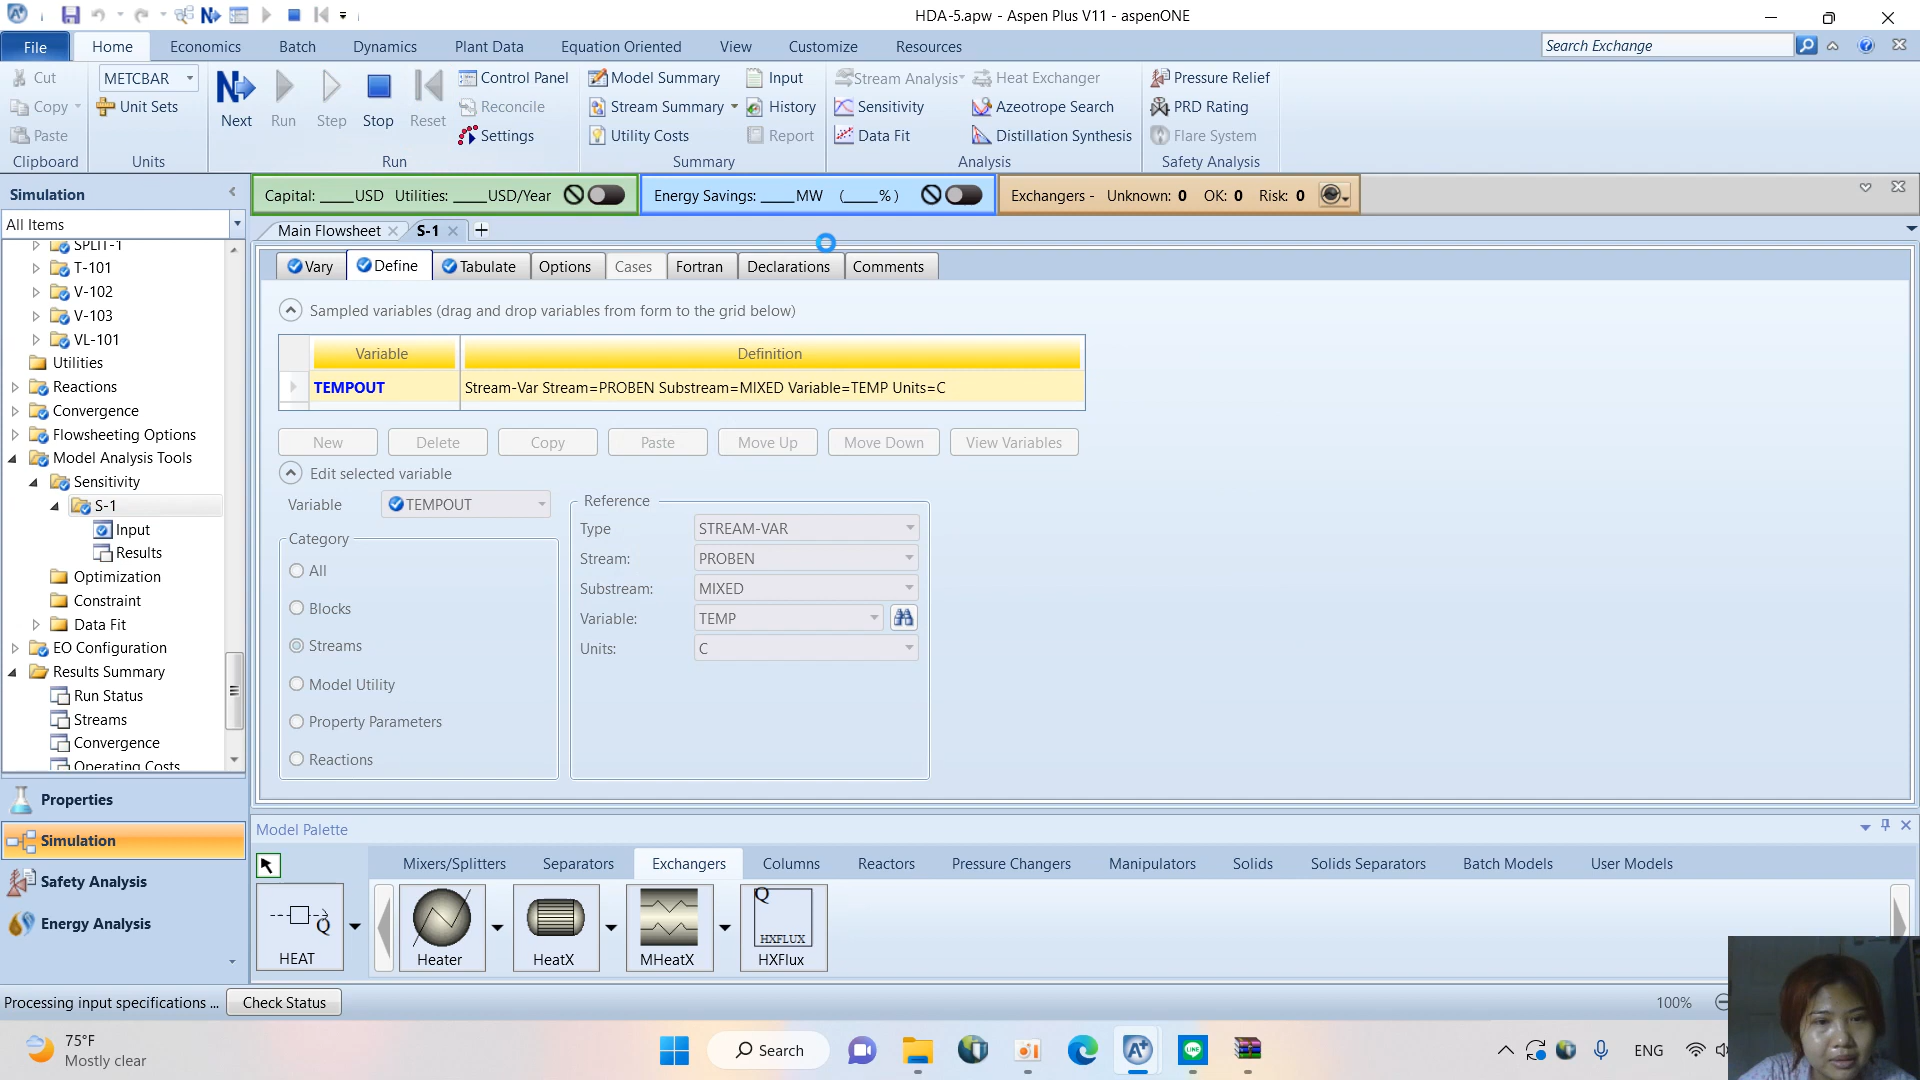 HDA-5.apw - Aspen Plus V11 - aspenONE
File Home Economics Batch Dynamics Plant Data Equation Oriented View Customize Resources Search Exchange
Cut METCBAR Control Panel Model Summary Input Stream Analysis Heat Exchanger Pressure Relief
Copy Unit Sets Next Run Step Stop Reset Reconcile Stream Summary History Sensitivity Azeotrope Search PRD Rating
Paste Settings Utility Costs Report Data Fit Distillation Synthesis Flare System
Clipboard Units Run Summary Analysis Safety Analysis
Simulation Capital: _____USD Utilities: _____USD/Year Energy Savings: _____MW (_____%) Exchangers - Unknown: 0 OK: 0 Risk: 0
All Items Main Flowsheet S-1
Vary Define Tabulate Options Cases Fortran Declarations Comments
SPLIT-1
T-101
V-102
V-103
VL-101
Utilities
Reactions
Convergence
Flowsheeting Options
Model Analysis Tools
Sensitivity
S-1
Input
Results
Optimization
Constraint
Data Fit
EO Configuration
Results Summary
Run Status
Streams
Convergence
Operating Costs
Properties
Simulation
Safety Analysis
Energy Analysis
Sampled variables (drag and drop variables from form to the grid below)
Variable Definition
TEMPOUT Stream-Var Stream=PROBEN Substream=MIXED Variable=TEMP Units=C
New Delete Copy Paste Move Up Move Down View Variables
Edit selected variable
Variable TEMPOUT
Category
All
Blocks
Streams
Model Utility
Property Parameters
Reactions
Reference
Type STREAM-VAR
Stream: PROBEN
Substream: MIXED
Variable: TEMP
Units: C
Model Palette
Mixers/Splitters Separators Exchangers Columns Reactors Pressure Changers Manipulators Solids Solids Separators Batch Models User Models
Q Q
HXFLUX
HEAT Heater HeatX MHeatX HXFlux
Processing input specifications ... Check Status 100%
75°F
Mostly clear
Search
ENG